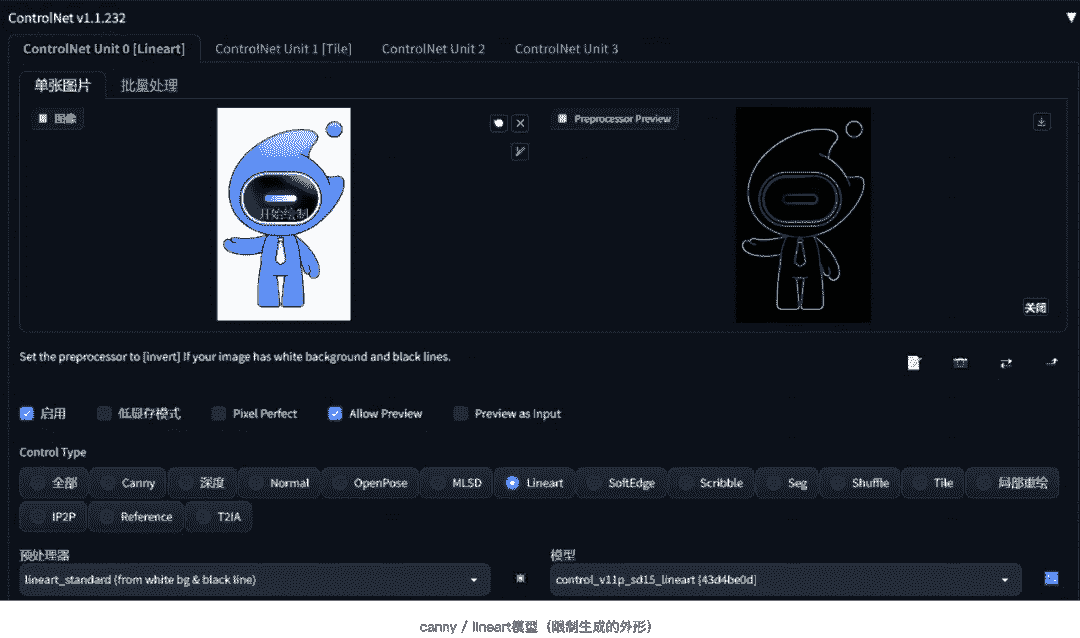 ControlNet v1.1.232
ControlNet Unit 0 [Lineart] ControlNet Unit 1 [Tile] ControlNet Unit 2 ControlNet Unit 3
单张图片 批量处理
图像 Preprocessor Preview
开始绘制
关闭
Set the preprocessor to [invert] If your image has white background and black lines.
启用 低显存模式 Pixel Perfect Allow Preview Preview as Input
Control Type
全部 Canny 深度 Normal OpenPose MLSD Lineart SoftEdge Scribble Seg Shuffle Tile 局部重绘
IP2P Reference T2IA
预处理器 模型
lineart_standard (from white bg & black line) control_v11p_sd15_lineart [43d4be0d]
canny / lineart模型（限制生成的外形）